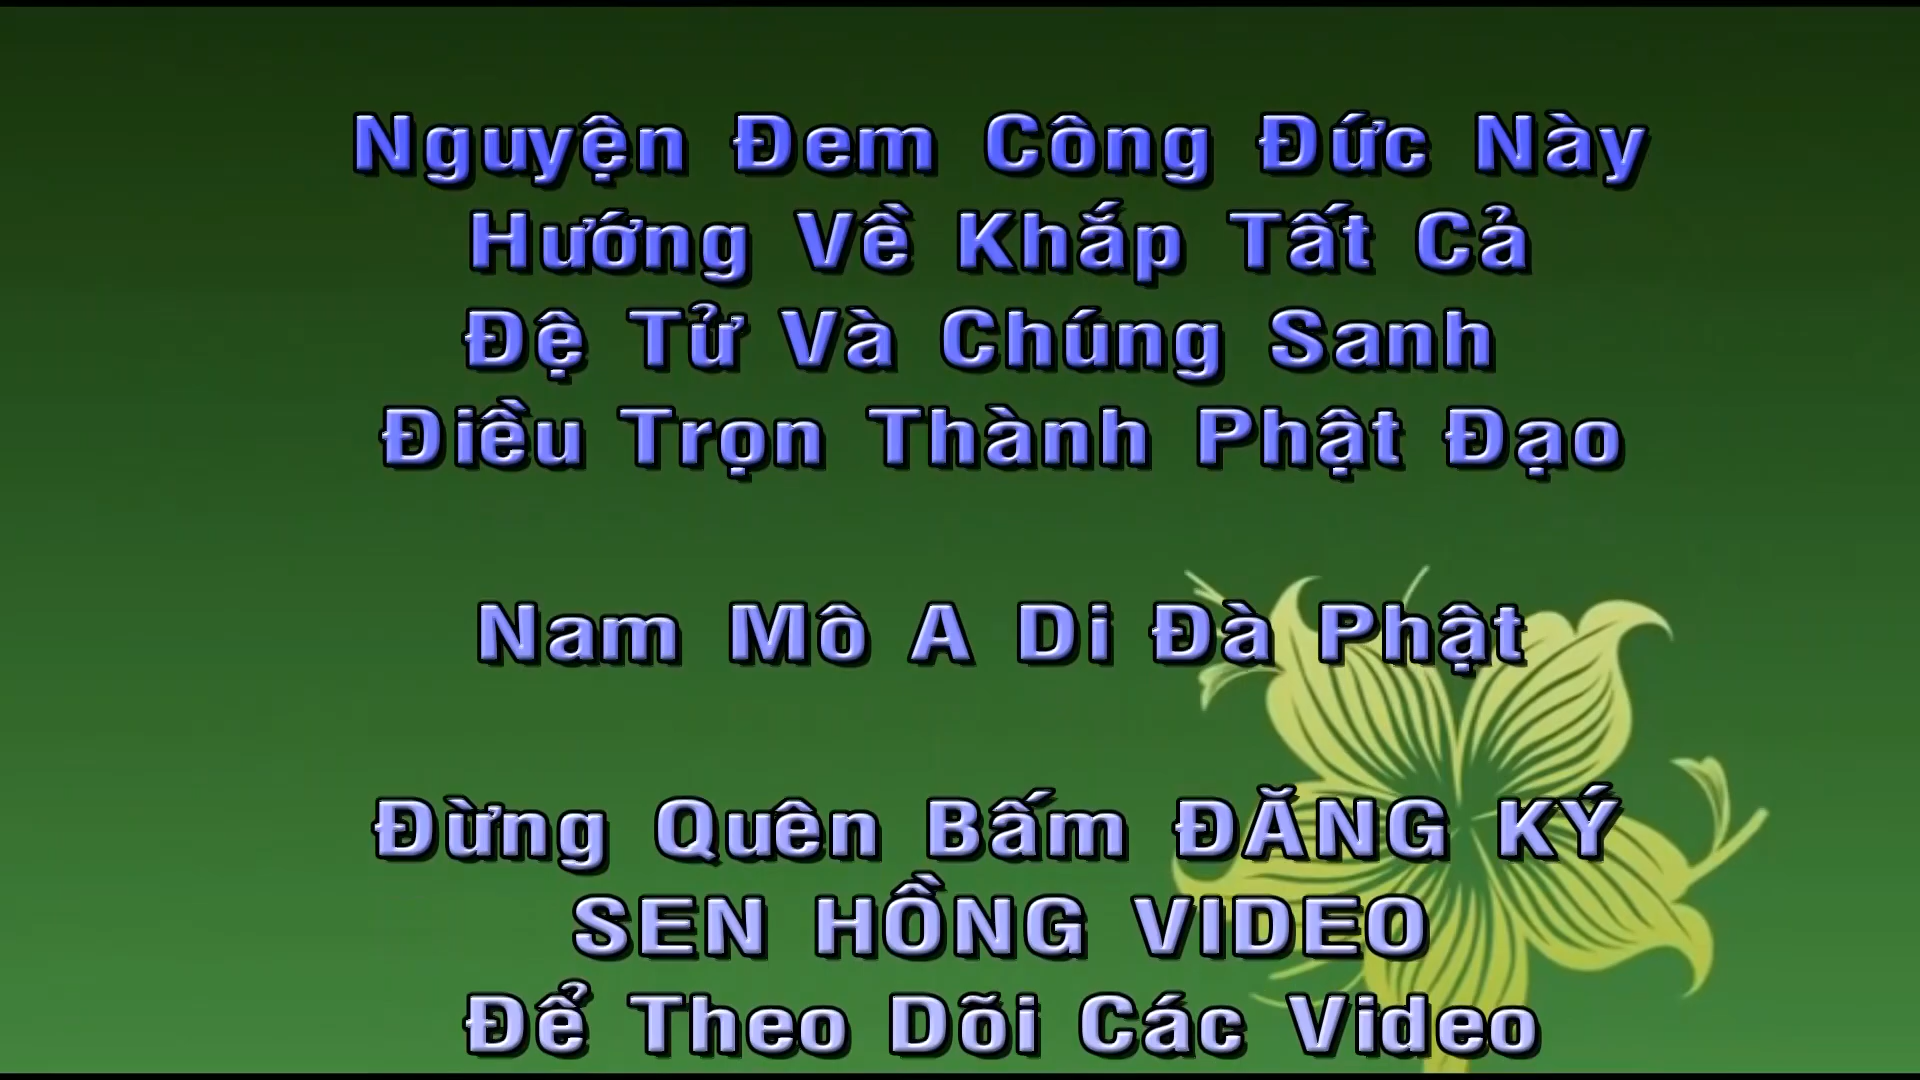 Nguyện Đem Công Đức Này
Hướng Về Khắp Tất Cả
Đệ Tử Và Chúng Sanh
Điều Trọn Thành Phật Đạo
Nam Mô A Di Đà Phật
Đừng Quên Bấm ĐĂNG KÝ
SEN HỒNG VIDEO
Để Theo Dõi Các Video